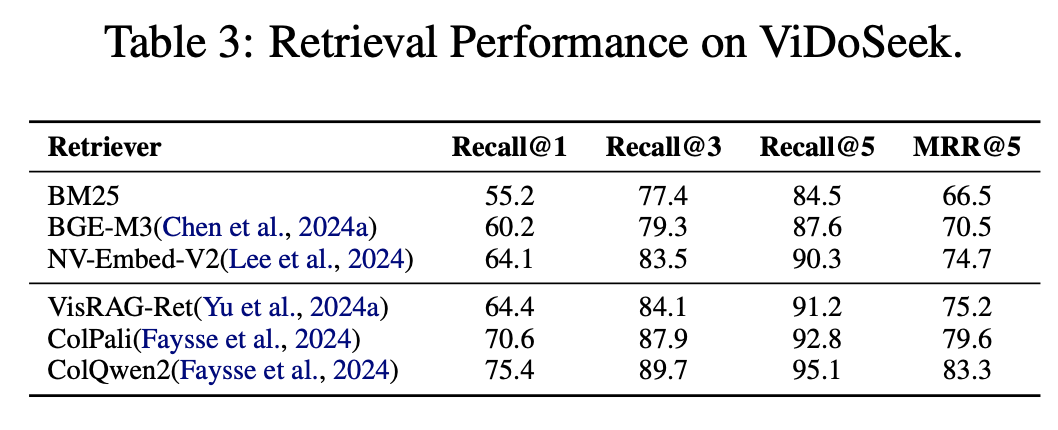 Table 3: Retrieval Performance on ViDoSeek.
Retriever Recall@1 Recall@3 Recall@5 MRR@5
BM25 55.2 77.4 84.5 66.5
BGE-M3(Chen et al., 2024a) 60.2 79.3 87.6 70.5
NV-Embed-V2(Lee et al., 2024) 64.1 83.5 90.3 74.7
VisRAG-Ret(Yu et al., 2024a) 64.4 84.1 91.2 75.2
ColPali(Faysse et al., 2024) 70.6 87.9 92.8 79.6
ColQwen2(Faysse et al., 2024) 75.4 89.7 95.1 83.3